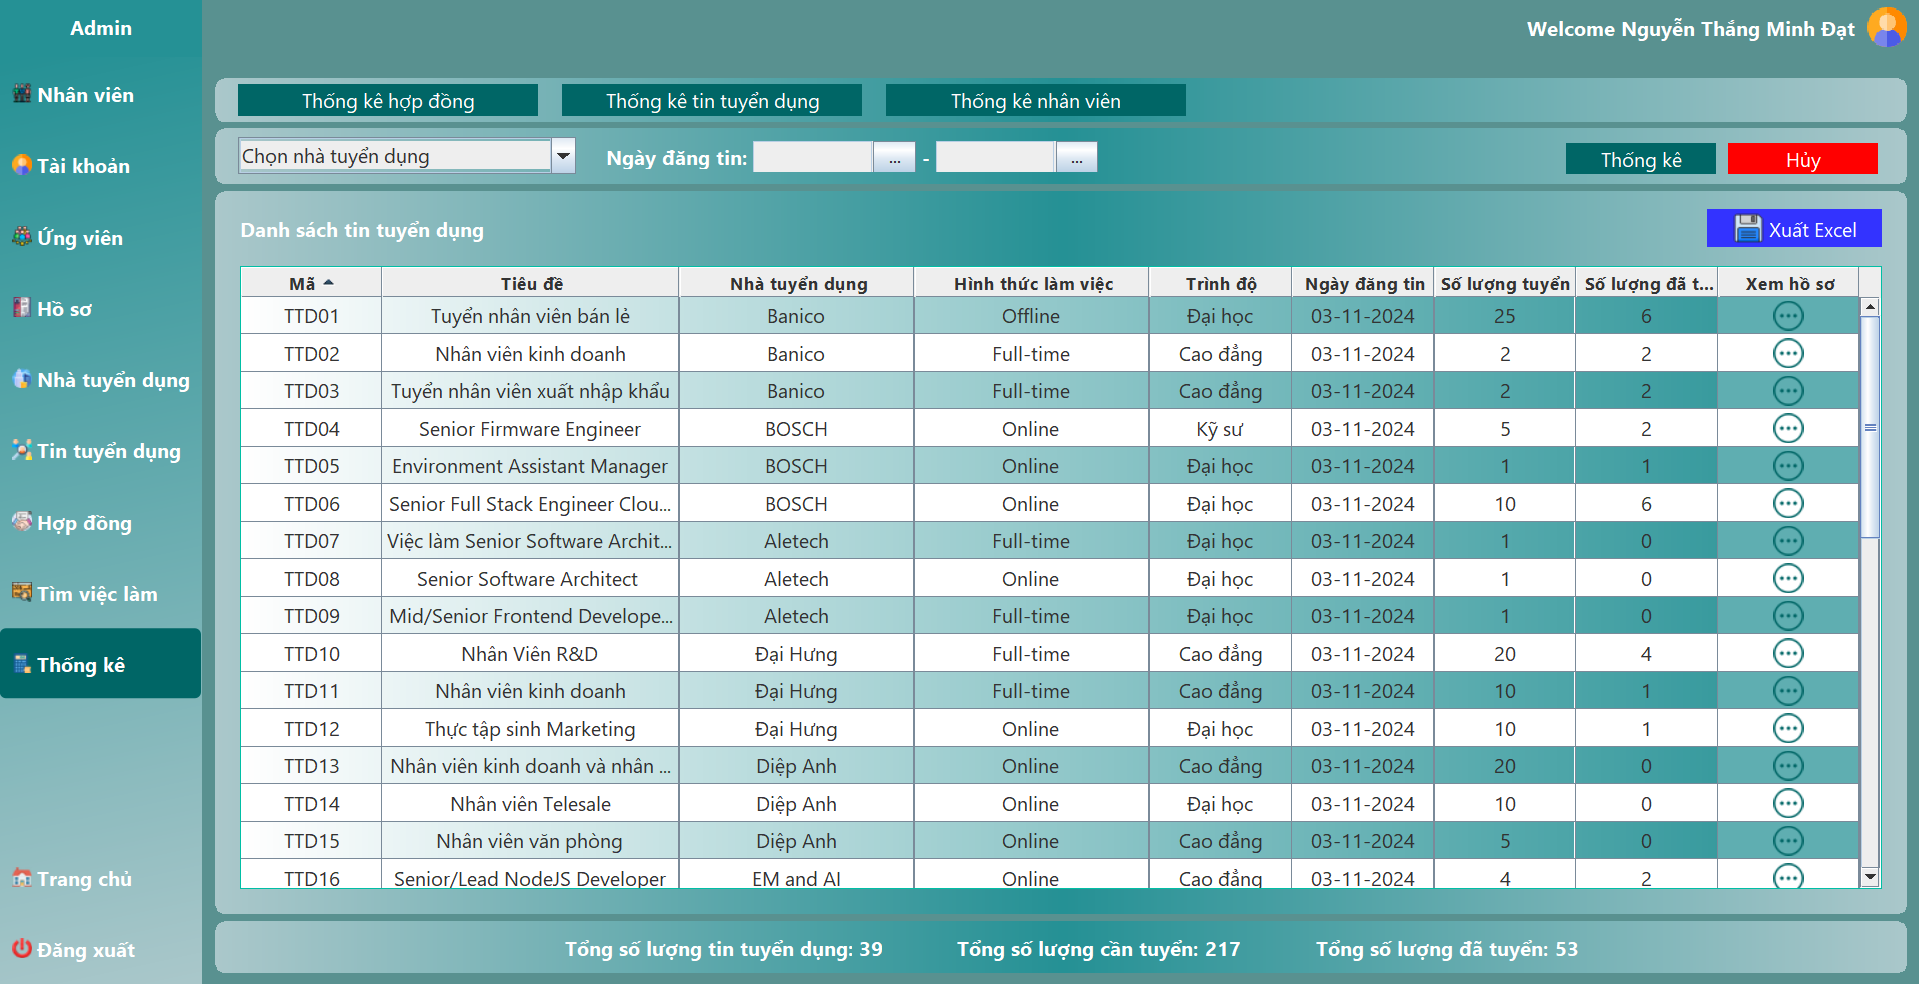 Admin
Welcome Nguyễn Thắng Minh Đạt
Nhân viên
Tài khoản
Ứng viên
Hồ sơ
Nhà tuyển dụng
Tin tuyển dụng
Hợp đồng
Tìm việc làm
Thống kê
Trang chủ
Đăng xuất
Thống kê hợp đồng Thống kê tin tuyển dụng Thống kê nhân viên
Chọn nhà tuyển dụng Ngày đăng tin: ... - ... Thống kê Hủy
Danh sách tin tuyển dụng Xuất Excel
Mã Tiêu đề Nhà tuyển dụng Hình thức làm việc Trình độ Ngày đăng tin Số lượng tuyển Số lượng đã t... Xem hồ sơ
TTD01 Tuyển nhân viên bán lẻ Banico Offline Đại học 03-11-2024 25 6
TTD02 Nhân viên kinh doanh Banico Full-time Cao đẳng 03-11-2024 2 2
TTD03 Tuyển nhân viên xuất nhập khẩu Banico Full-time Cao đẳng 03-11-2024 2 2
TTD04 Senior Firmware Engineer BOSCH Online Kỹ sư 03-11-2024 5 2
TTD05 Environment Assistant Manager BOSCH Online Đại học 03-11-2024 1 1
TTD06 Senior Full Stack Engineer Clou... BOSCH Online Đại học 03-11-2024 10 6
TTD07 Việc làm Senior Software Archit... Aletech Full-time Đại học 03-11-2024 1 0
TTD08 Senior Software Architect Aletech Online Đại học 03-11-2024 1 0
TTD09 Mid/Senior Frontend Develope... Aletech Full-time Đại học 03-11-2024 1 0
TTD10 Nhân Viên R&D Đại Hưng Full-time Cao đẳng 03-11-2024 20 4
TTD11 Nhân viên kinh doanh Đại Hưng Full-time Cao đẳng 03-11-2024 10 1
TTD12 Thực tập sinh Marketing Đại Hưng Online Đại học 03-11-2024 10 1
TTD13 Nhân viên kinh doanh và nhân ... Diệp Anh Online Cao đẳng 03-11-2024 20 0
TTD14 Nhân viên Telesale Diệp Anh Online Đại học 03-11-2024 10 0
TTD15 Nhân viên văn phòng Diệp Anh Online Cao đẳng 03-11-2024 5 0
TTD16 Senior/Lead NodeJS Developer EM and AI Online Cao đẳng 03-11-2024 4 2
Tổng số lượng tin tuyển dụng: 39 Tổng số lượng cần tuyển: 217 Tổng số lượng đã tuyển: 53